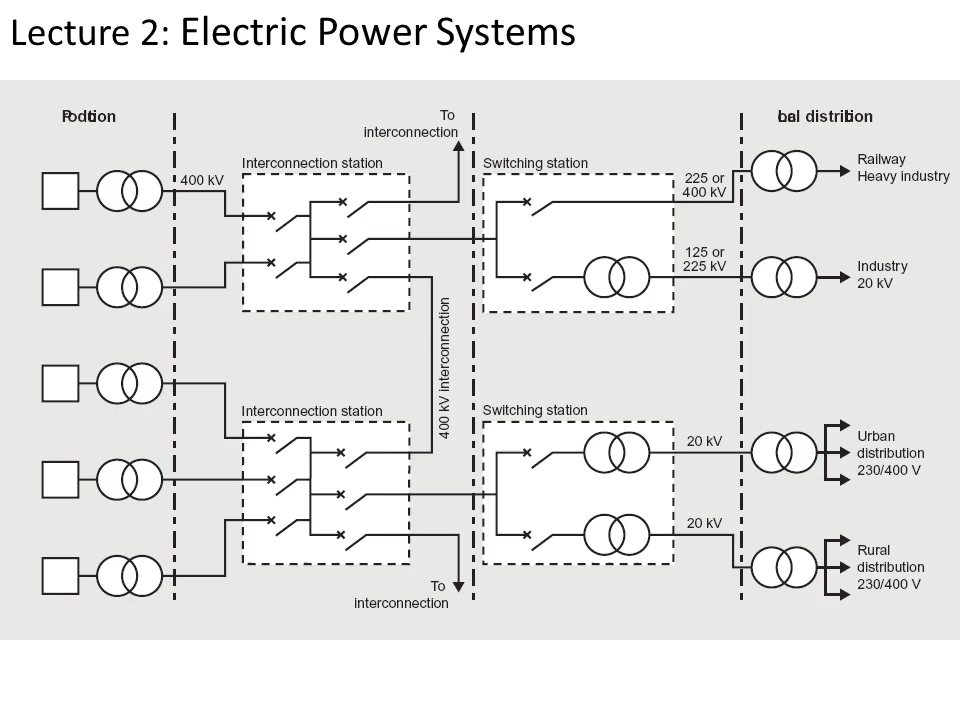 Lecture 2: Electric Power Systems
To
interconnection
400 kV
Interconnection station
Switching station
225 or
400 kV
Railway
Heavy industry
125 or
225 kV
Industry
20 kV
400 kV interconnection
Interconnection station
Switching station
20 kV
Urban
distribution
230/400 V
20 kV
Rural
distribution
230/400 V
To
interconnection
distribution